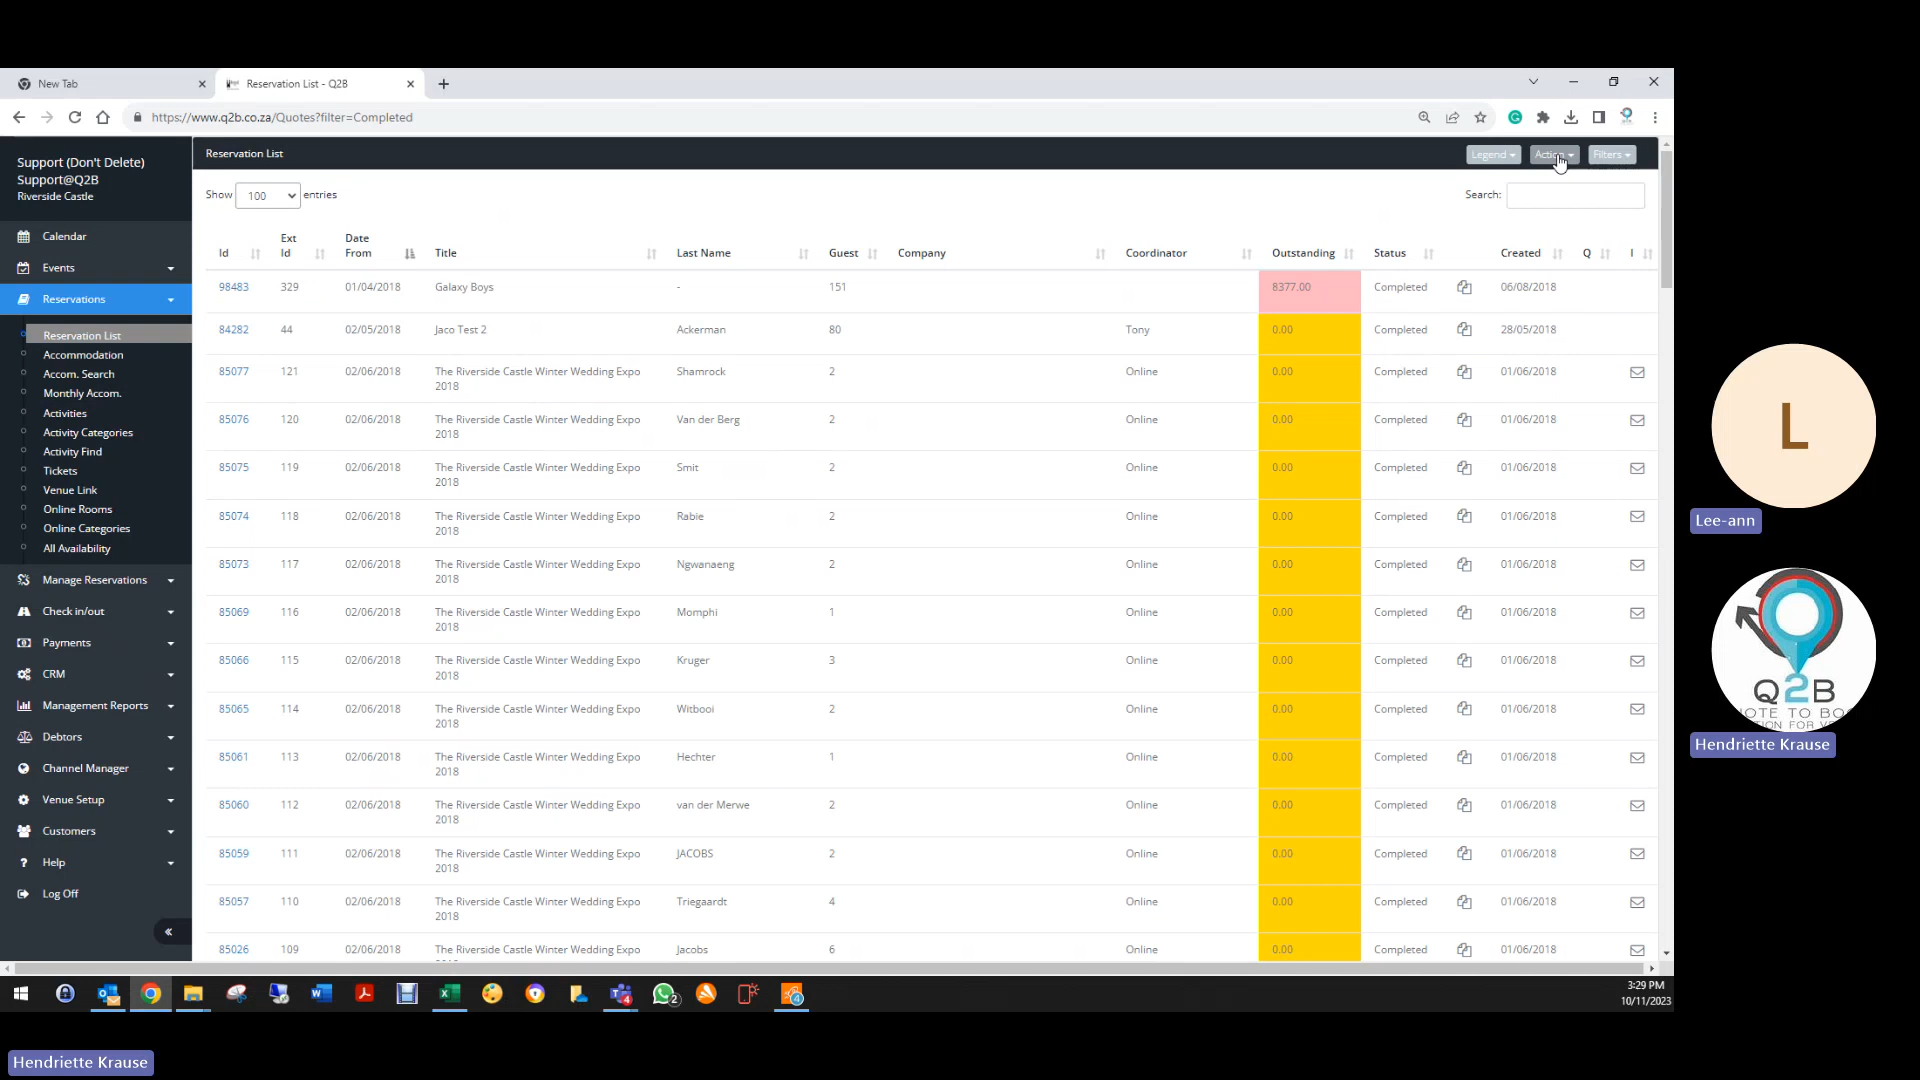 New Tab
Reservation List - Q2B
https://www.q2b.co.za/Quotes?filter=Completed
Support (Don't Delete)
Support@Q2B
Riverside Castle
Calendar
Events
Reservations
Reservation List
Accommodation
Accom. Search
Monthly Accom.
Activities
Activity Categories
Activity Find
Tickets
Venue Link
Online Rooms
Online Categories
All Availability
Manage Reservations
Check in/out
Payments
CRM
Management Reports
Debtors
Channel Manager
Venue Setup
Customers
Help
Log Off
Reservation List
Legend Action Filters
Show 100 entries
Search:
Id Ext Id Date From Title Last Name Guest Company Coordinator Outstanding Status Created Q I
98483 329 01/04/2018 Galaxy Boys - 151 8377.00 Completed 06/08/2018
84282 44 02/05/2018 Jaco Test 2 Ackerman 80 Tony 0.00 Completed 28/05/2018
85077 121 02/06/2018 The Riverside Castle Winter Wedding Expo Shamrock 2 Online 0.00 Completed 01/06/2018
2018
85076 120 02/06/2018 The Riverside Castle Winter Wedding Expo Van der Berg 2 Online 0.00 Completed 01/06/2018
2018
85075 119 02/06/2018 The Riverside Castle Winter Wedding Expo Smit 2 Online 0.00 Completed 01/06/2018
2018
85074 118 02/06/2018 The Riverside Castle Winter Wedding Expo Rabie 2 Online 0.00 Completed 01/06/2018
2018
85073 117 02/06/2018 The Riverside Castle Winter Wedding Expo Ngwanaeng 2 Online 0.00 Completed 01/06/2018
2018
85069 116 02/06/2018 The Riverside Castle Winter Wedding Expo Momphi 1 Online 0.00 Completed 01/06/2018
2018
85066 115 02/06/2018 The Riverside Castle Winter Wedding Expo Kruger 3 Online 0.00 Completed 01/06/2018
2018
85065 114 02/06/2018 The Riverside Castle Winter Wedding Expo Witbooi 2 Online 0.00 Completed 01/06/2018
2018
85061 113 02/06/2018 The Riverside Castle Winter Wedding Expo Hechter 1 Online 0.00 Completed 01/06/2018
2018
85060 112 02/06/2018 The Riverside Castle Winter Wedding Expo van der Merwe 2 Online 0.00 Completed 01/06/2018
2018
85059 111 02/06/2018 The Riverside Castle Winter Wedding Expo JACOBS 2 Online 0.00 Completed 01/06/2018
2018
85057 110 02/06/2018 The Riverside Castle Winter Wedding Expo Triegaardt 4 Online 0.00 Completed 01/06/2018
2018
85026 109 02/06/2018 The Riverside Castle Winter Wedding Expo Jacobs 6 Online 0.00 Completed 01/06/2018
3:29 PM
10/11/2023
L
Lee-ann
Q2B
Hendriette Krause
Hendriette Krause